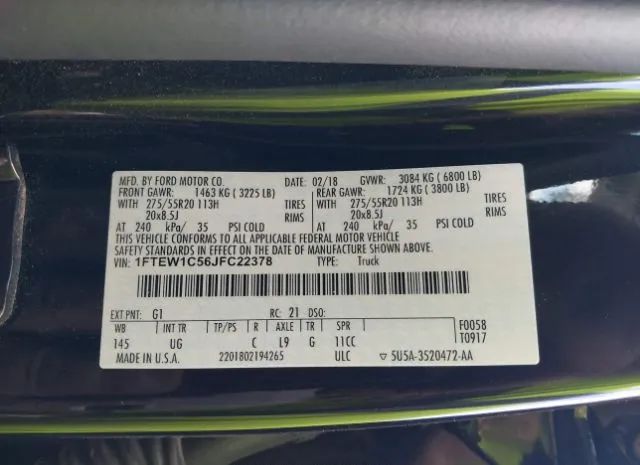 MFD. BY FORD MOTOR CO. DATE: 02/18 GVWR: 3084 KG ( 6800 LB)
FRONT GAWR: 1463 KG ( 3225 LB) REAR GAWR: 1724 KG ( 3800 LB)
WITH 275/55R20 113H TIRES WITH 275/55R20 113H TIRES
20x8.5J RIMS 20x8.5J RIMS
AT 240 kPa/ 35 PSI COLD AT 240 kPa/ 35 PSI COLD
THIS VEHICLE CONFORMS TO ALL APPLICABLE FEDERAL MOTOR VEHICLE
SAFETY STANDARDS IN EFFECT ON THE DATE OF MANUFACTURE SHOWN ABOVE.
VIN: 1FTEW1C56JFC22378 TYPE: Truck
EXT PNT: G1 RC: 21 DSO:
WB INT TR TP/PS R AXLE TR SPR F0058
145 UG C L9 G 11CC T0917
MADE IN U.S.A. 2201802194265 ULC ▽ 5U5A-3520472-AA